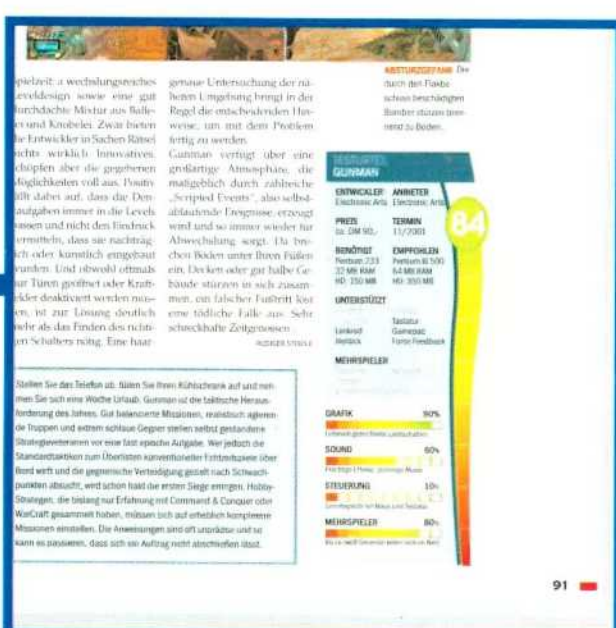 ABSTURZGEFAHR Der
durch den Flakbe-
schuss beschädigten
Bomber stürzen bren-
nend zu Boden.
spielzeit: a wechslungsreiches
Leveldesign sowie eine gut
durchdachte Mixtur aus Balle-
rei und Knobelei. Zwar bieten
die Entwickler in Sachen Rätsel
nichts wirklich Innovatives,
schöpfen aber die gegebenen
Möglichkeiten voll aus. Positiv
fällt dabei auf, dass die Den-
aufgaben immer in die Levels
passen und nicht den Eindruck
vermitteln, dass sie nachträg-
lich oder künstlich eingebaut
wurden. Und obwohl oftmals
nur Türen geöffnet oder Kraft-
felder deaktiviert werden müs-
sen, ist zur Lösung deutlich
mehr als das Finden des richti-
gen Schalters nötig. Eine haar-
genaue Untersuchung der nä-
heren Umgebung bringt in der
Regel die entscheidenden Hin-
weise, um mit dem Problem
fertig zu werden.
Gunman verfügt über eine
großartige Atmosphäre, die
maßgeblich durch zahlreiche
„Scripted Events“, also selbst-
ablaufende Ereignisse, erzeugt
wird und so immer wieder für
Abwechslung sorgt. Da bre-
chen Böden unter Ihren Füßen
ein, Decken oder gar halbe Ge-
bäude stürzen in sich zusam-
men, ein falscher Fußtritt löst
eine tödliche Falle aus. Sehr
schreckhafte Zeitgenossen
Stellen Sie das Telefon ab, füllen Sie Ihren Kühlschrank auf und neh-
men Sie sich eine Woche Urlaub. Gunman ist die taktische Heraus-
forderung des Jahres. Gut balancierte Missionen, realistisch agieren-
de Truppen und extrem schlaue Gegner stellen selbst gestandene
Strategieveteranen vor eine fast epische Aufgabe. Wer jedoch die
Standardtaktiken zum Überlisten konventioneller Echtzeitspiele über
Bord wirft und die gegnerische Verteidigung gezielt nach Schwach-
punkten absucht, wird schon bald die ersten Siege erringen. Hobby-
Strategen, die bislang nur Erfahrung mit Command & Conquer oder
WarCraft gesammelt haben, müssen sich auf erheblich komplexere
Missionen einstellen. Die Anweisungen sind oft unpräzise und so
kann es passieren, dass sich ein Auftrag nicht abschließen lässt.
GUNMAN
84
ENTWICKLER ANBIETER
Electronic Arts Electronic Arts
PREIS TERMIN
ca. DM 90,- 11/2001
BENÖTIGT EMPFOHLEN
Pentium 233 Pentium III 500
32 MB RAM 64 MB RAM
HD: 250 MB HD: 350 MB
UNTERSTÜTZT
Tastatur
Lenkrad Gamepad
Joystick Force Feedback
MEHRSPIELER
GRAFIK 90%
SOUND 60%
STEUERUNG 10%
MEHRSPIELER 80%
91